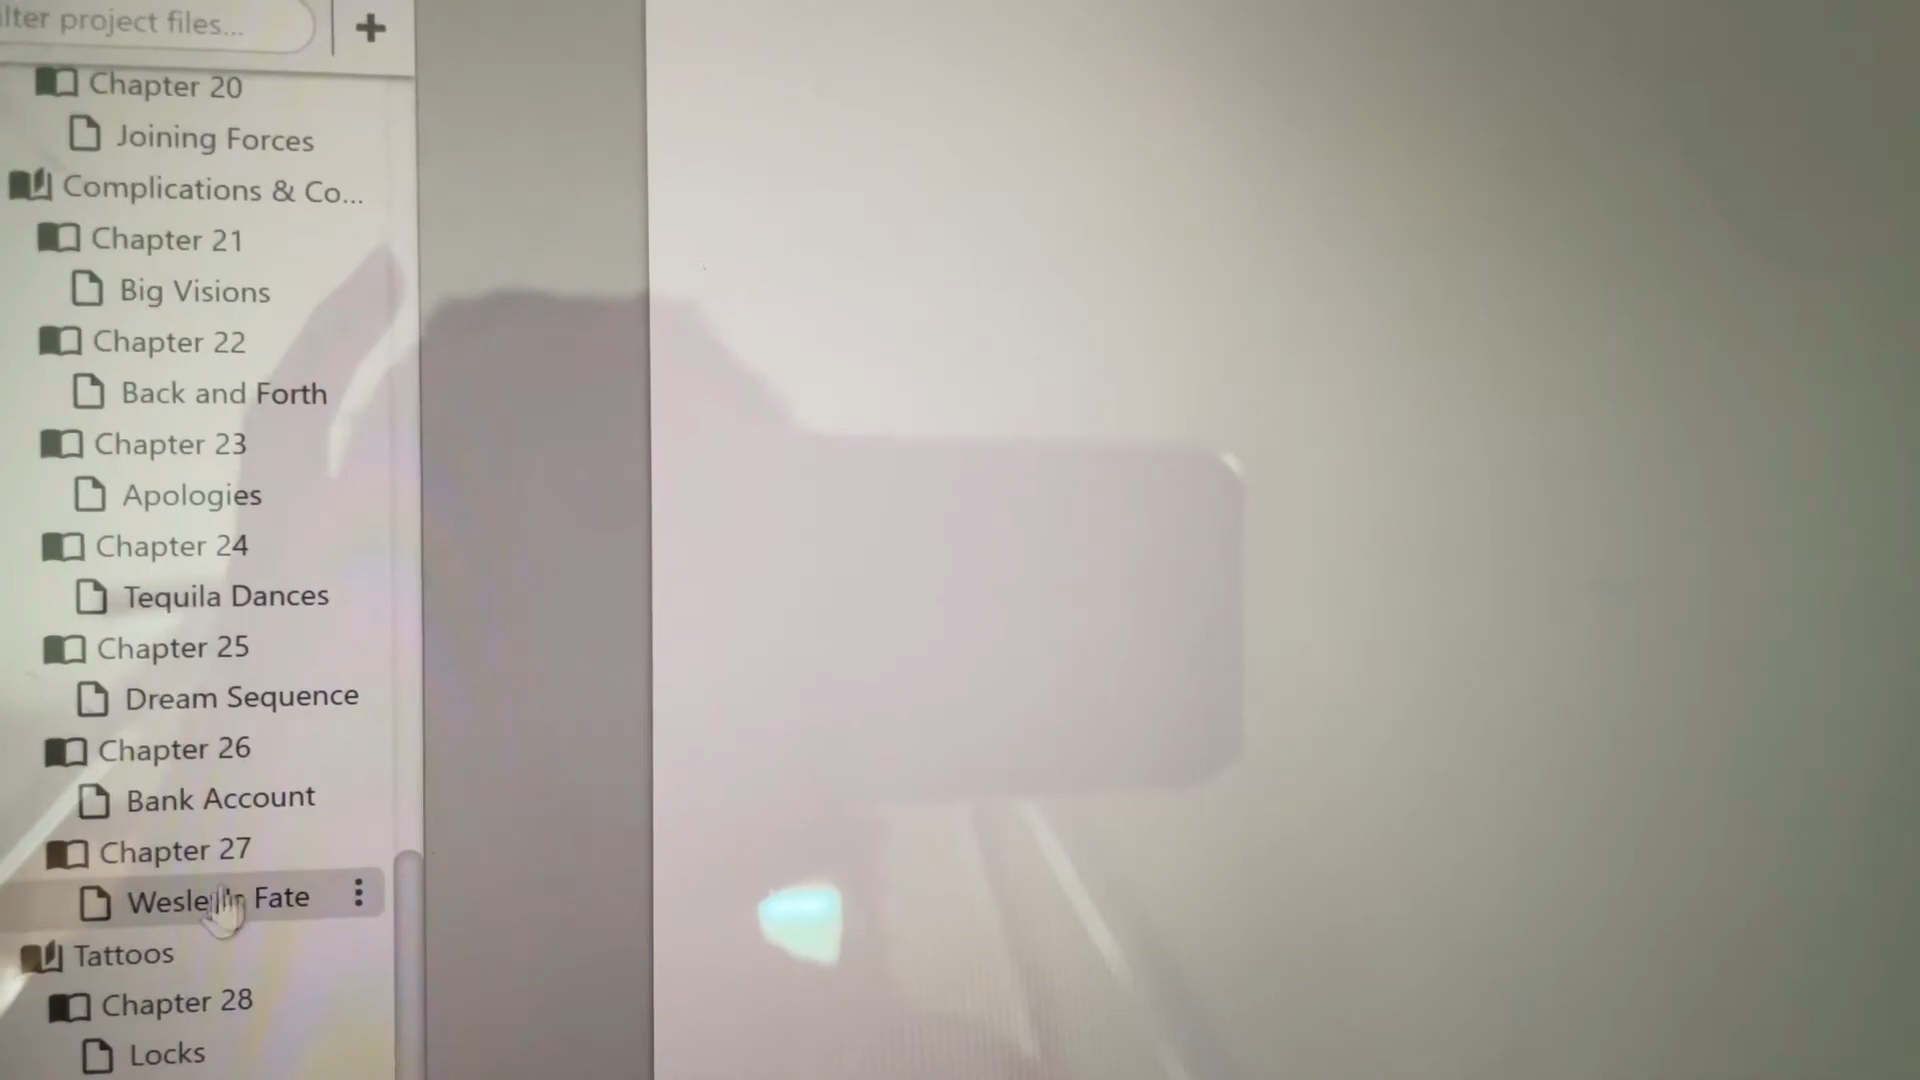 lter project files...
Chapter 20
Joining Forces
Complications & Co...
Chapter 21
Big Visions
Chapter 22
Back and Forth
Chapter 23
Apologies
Chapter 24
Tequila Dances
Chapter 25
Dream Sequence
Chapter 26
Bank Account
Chapter 27
Fate
Tattoos
Chapter 28
Locks